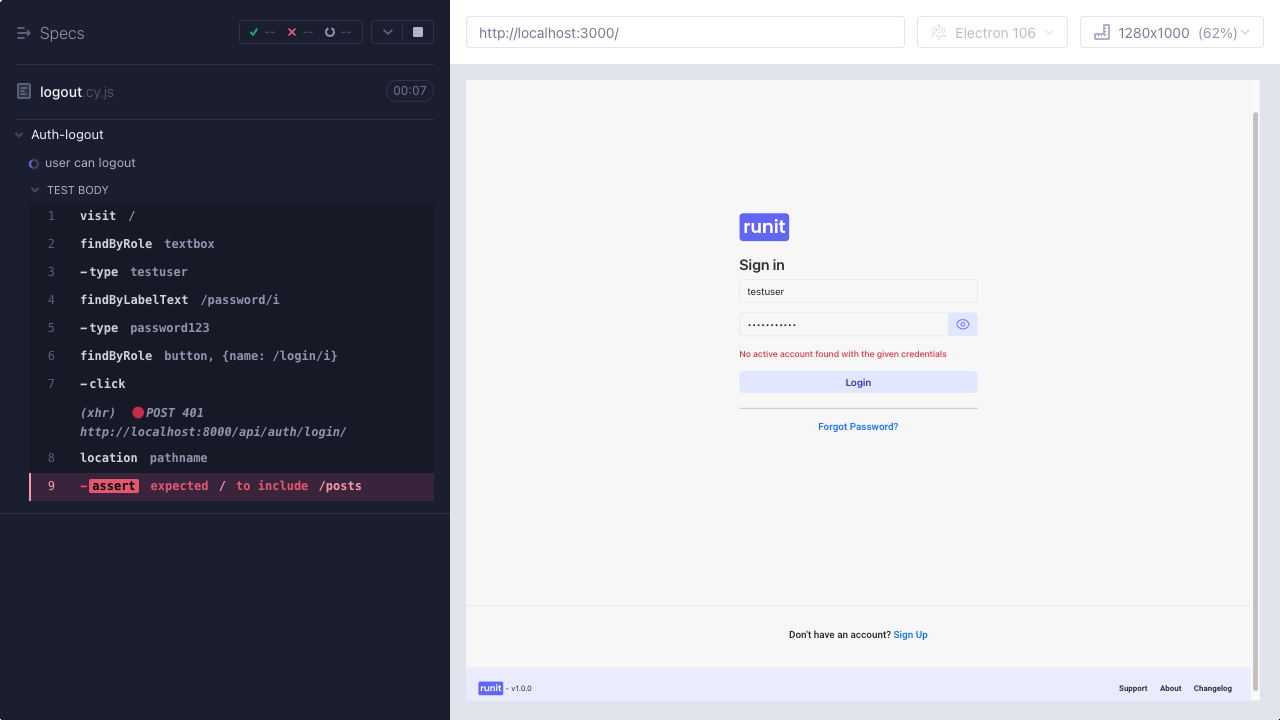 Specs
-- -- --
logout.cy.js
00:07
Auth-logout
user can logout
TEST BODY
1 visit /
2 findByRole textbox
3 -type testuser
4 findByLabelText /password/i
5 -type password123
6 findByRole button, {name: /login/i}
7 -click
(xhr) POST 401
http://localhost:8000/api/auth/login/
8 location pathname
9 -assert expected / to include /posts
http://localhost:3000/
Electron 106
1280x1000 (62%)
runit
Sign in
testuser
•••••••••••
No active account found with the given credentials
Login
Forgot Password?
Don't have an account? Sign Up
runit - v1.0.0
Support About Changelog